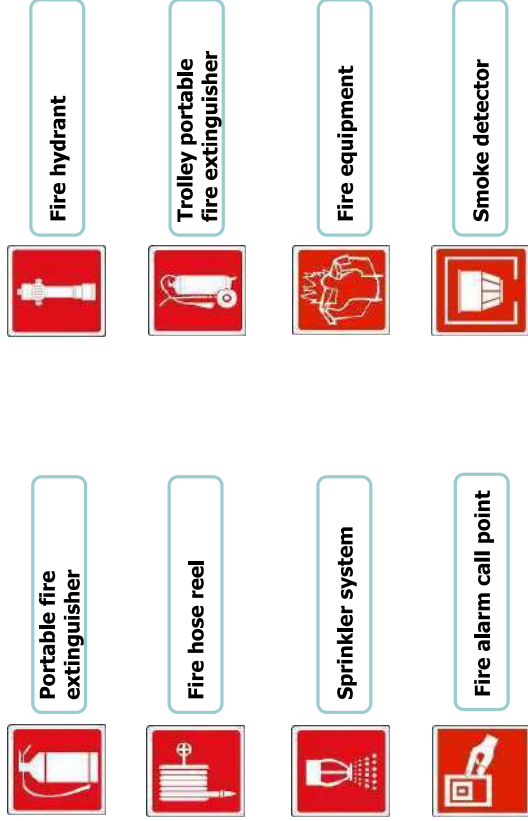 Portable fire
extinguisher
Fire hydrant
Fire hose reel
Trolley portable
fire extinguisher
Sprinkler system
Fire equipment
Fire alarm call point
Smoke detector